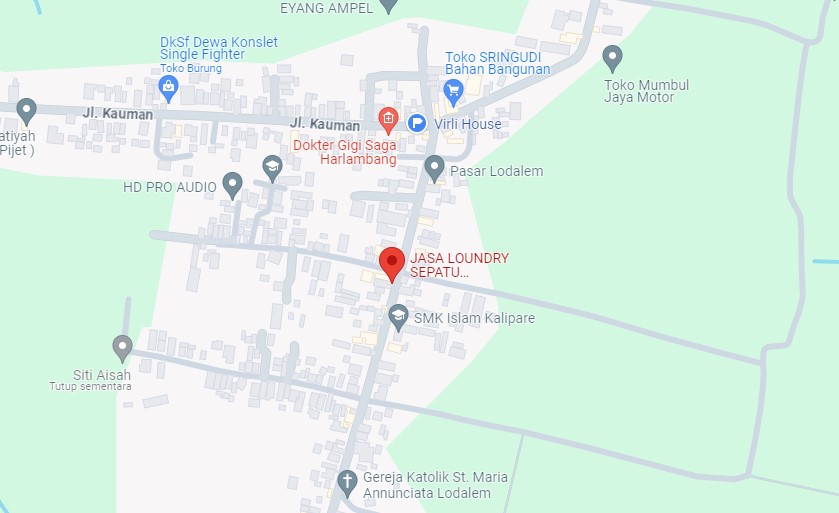 EYANG AMPEL
DkSf Dewa Konslet
Single Fighter
Toko Burung
Toko SRINGUDI
Bahan Bangunan
Toko Mumbul
Jaya Motor
Jl. Kauman
Jl. Kauman
Virli House
atiyah
Pijet )
Dokter Gigi Saga
Harlambang
Pasar Lodalem
HD PRO AUDIO
JASA LOUNDRY
SEPATU...
SMK Islam Kalipare
Siti Aisah
Tutup sementara
Gereja Katolik St. Maria
Annunciata Lodalem